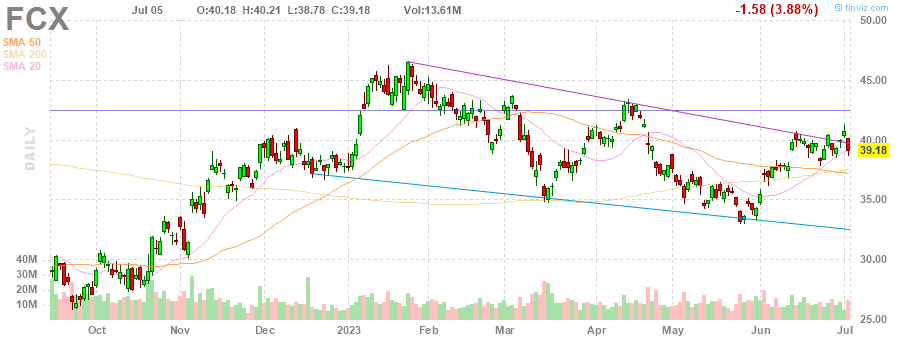 FCX
Jul 05 O:40.18 H:40.21 L:38.78 C:39.18 Vol:13.61M -1.58 (3.88%)
© finviz.com
SMA 50
SMA 200
SMA 20
DAILY
50.00
45.00
40.00
39.18
35.00
30.00
25.00
40M
30M
20M
10M
Oct Nov Dec 2023 Feb Mar Apr May Jun Jul